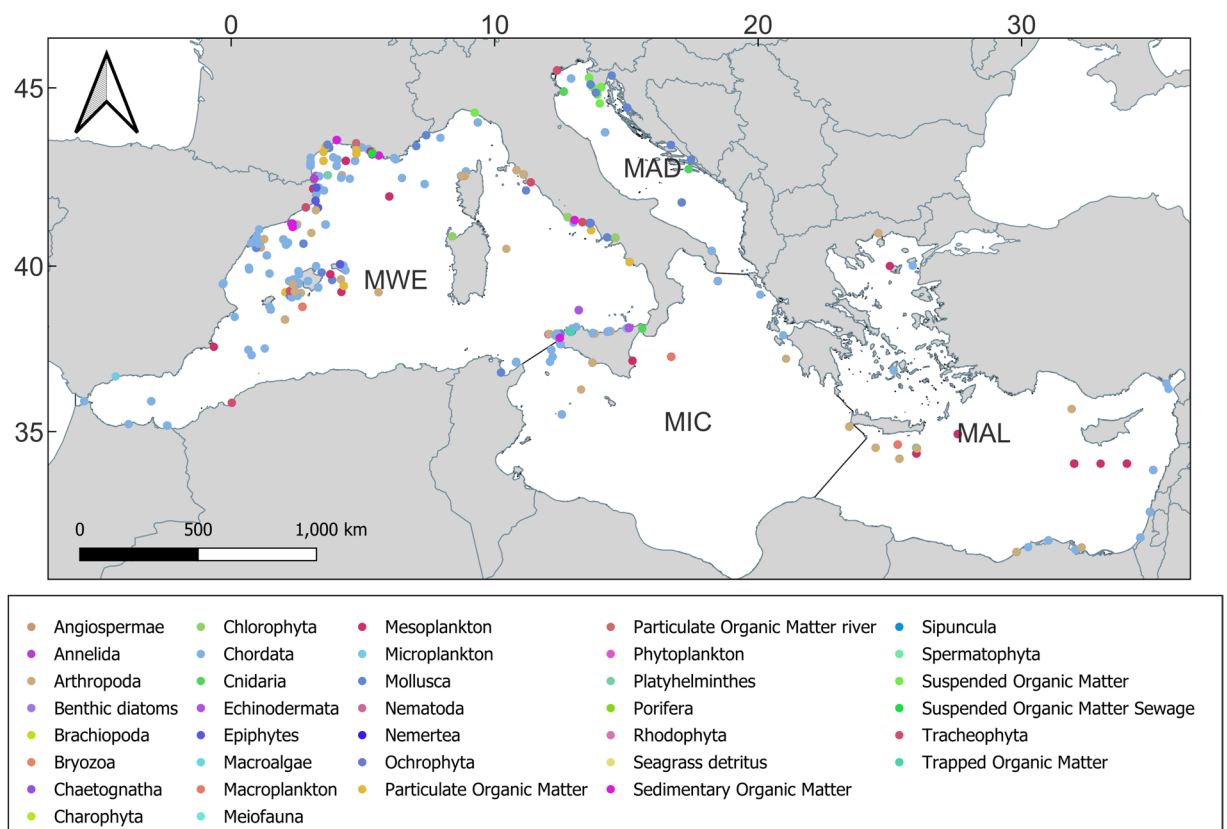 0 10 20 30
45
MAD
40
MWE
MIC
35
MAL
0 500 1,000 km
Angiospermae Chlorophyta Mesoplankton Particulate Organic Matter river Sipuncula
Annelida Chordata Microplankton Phytoplankton Spermatophyta
Arthropoda Cnidaria Mollusca Platyhelminthes Suspended Organic Matter
Benthic diatoms Echinodermata Nematoda Porifera Suspended Organic Matter Sewage
Brachiopoda Epiphytes Nemertea Rhodophyta Tracheophyta
Bryozoa Macroalgae Ochrophyta Seagrass detritus Trapped Organic Matter
Chaetognatha Macroplankton Particulate Organic Matter Sedimentary Organic Matter
Charophyta Meiofauna